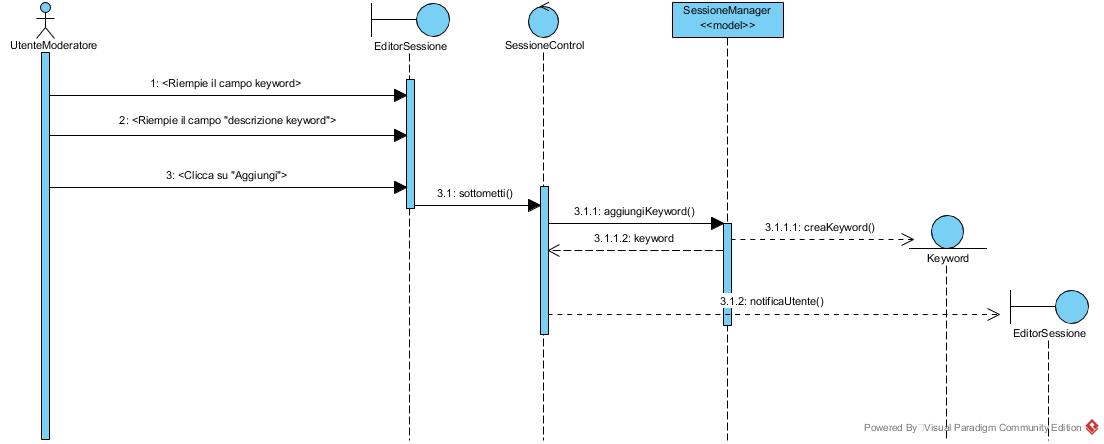 SessioneManager
<<model>>
UtenteModeratore
EditorSessione
SessioneControl
1: <Riempie il campo keyword>
2: <Riempie il campo "descrizione keyword">
3: <Clicca su "Aggiungi">
3.1: sottometti()
3.1.1: aggiungiKeyword()
3.1.1.1: creaKeyword()
3.1.1.2: keyword
Keyword
3.1.2: notificaUtente()
EditorSessione
Powered By Visual Paradigm Community Edition